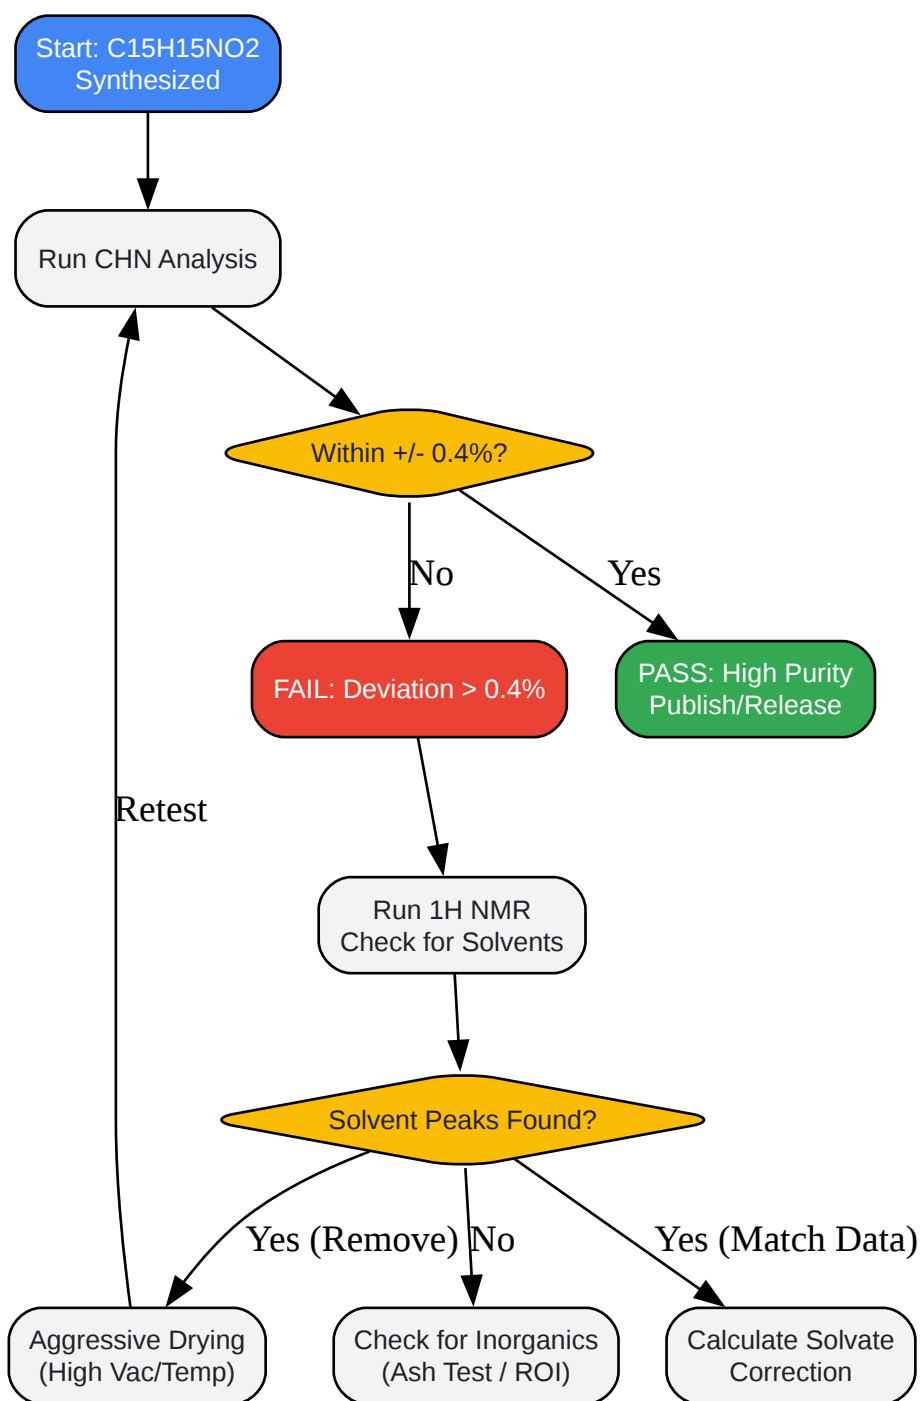 Start: C15H15NO2
Synthesized
Run CHN Analysis
Within +/- 0.4%?
No
Yes
FAIL: Deviation > 0.4%
PASS: High Purity
Publish/Release
Retest
Run 1H NMR
Check for Solvents
Solvent Peaks Found?
Yes (Remove)
No
Yes (Match Data)
Aggressive Drying
(High Vac/Temp)
Check for Inorganics
(Ash Test / ROI)
Calculate Solvate
Correction